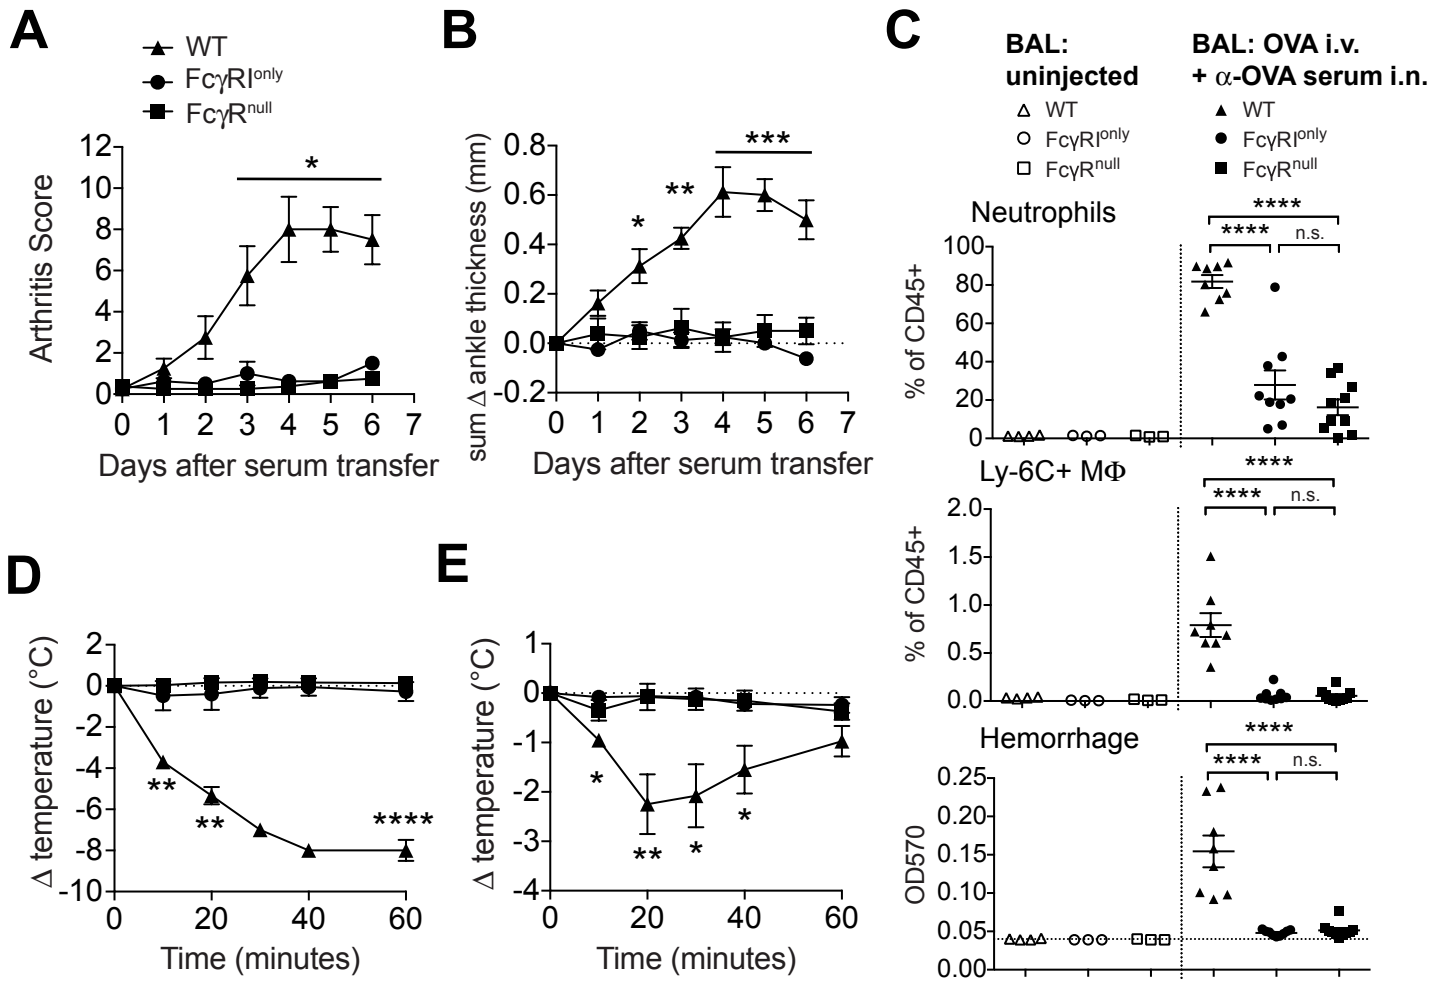 A
WT
FcγRI^only
FcγR^null
12
10
8
6
4
2
0
Arthritis Score
*
0 1 2 3 4 5 6 7
Days after serum transfer
B
0.8
0.6
0.4
0.2
0.0
-0.2
sum Δ ankle thickness (mm)
*
**
***
0 1 2 3 4 5 6 7
Days after serum transfer
C
BAL:
uninjected
WT
FcγRI^only
FcγR^null
BAL: OVA i.v.
+ α-OVA serum i.n.
WT
FcγRI^only
FcγR^null
Neutrophils
****
**** n.s.
100
80
60
40
20
0
% of CD45+
Ly-6C+ MΦ
****
**** n.s.
2.0
1.5
1.0
0.5
0.0
% of CD45+
Hemorrhage
****
**** n.s.
0.25
0.20
0.15
0.10
0.05
0.00
OD570
D
2
0
-2
-4
-6
-8
-10
Δ temperature (°C)
**
**
****
0 20 40 60
Time (minutes)
E
1
0
-1
-2
-3
-4
Δ temperature (°C)
*
**
*
*
0 20 40 60
Time (minutes)